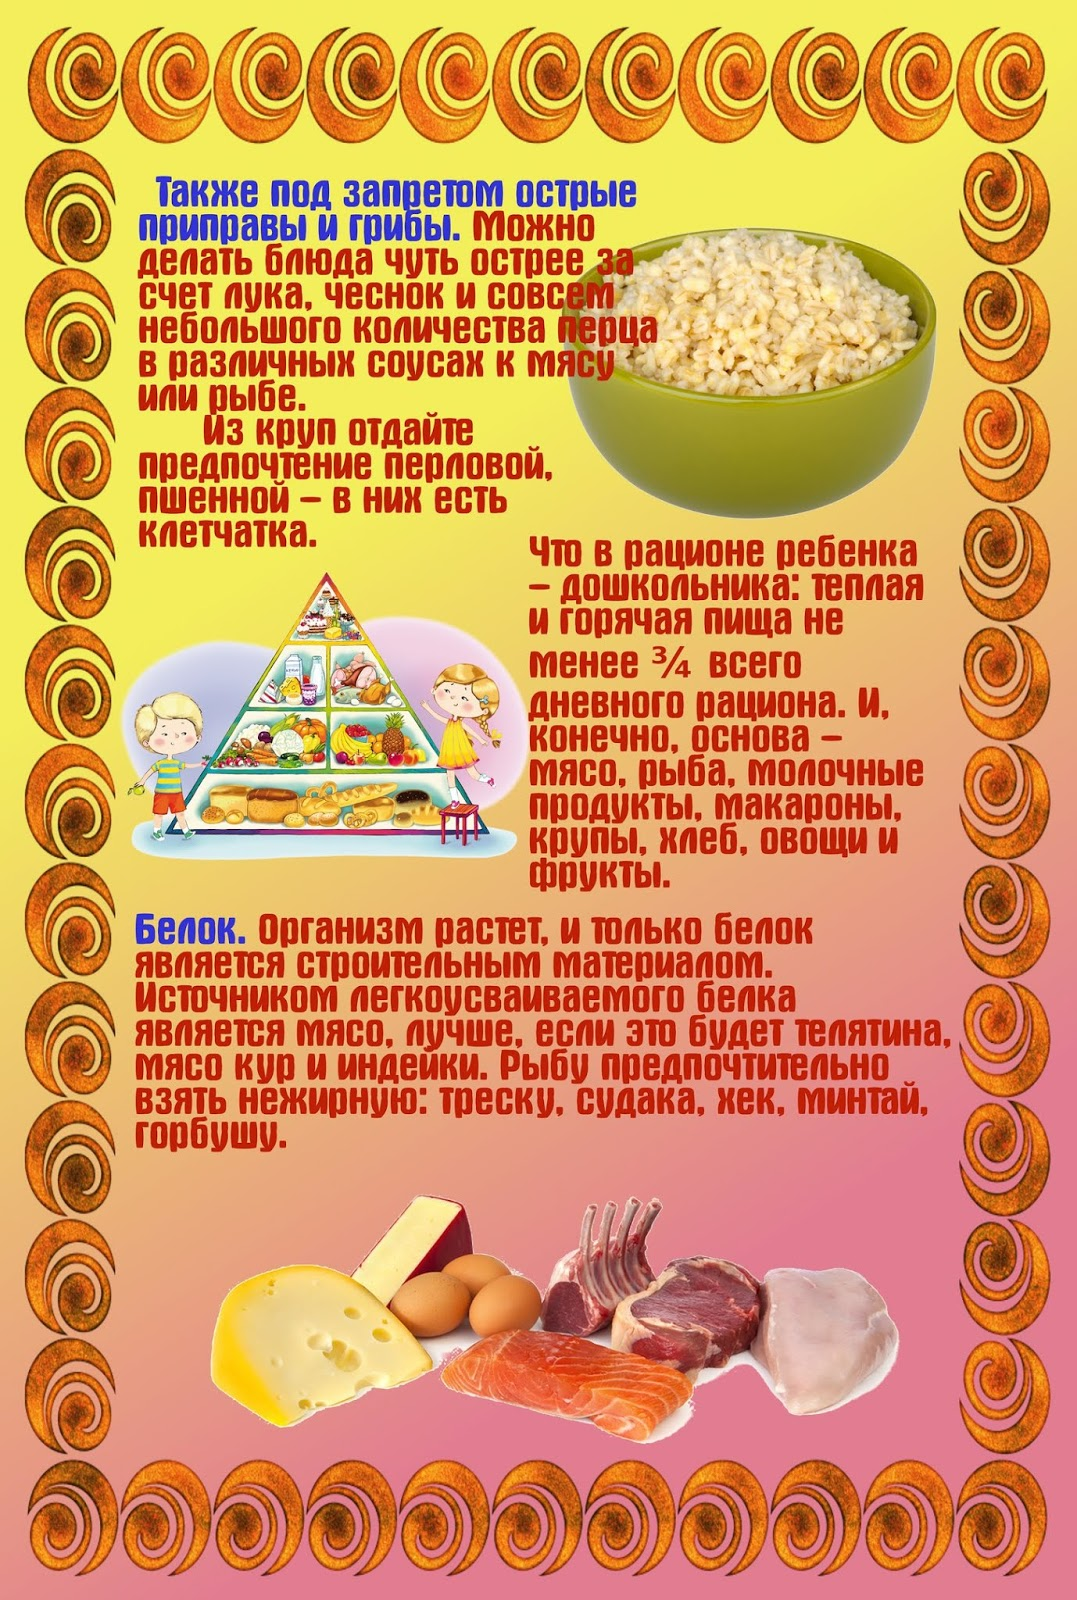 Также под запретом острые
приправы и грибы. Можно
делать блюда чуть острее за
счет лука, чеснок и совсем
небольшого количества перца
в различных соусах к мясу
или рыбе.
Из круп отдайте
предпочтение перловой,
пшенной – в них есть
клетчатка.
Что в рационе ребенка
– дошкольника: теплая
и горячая пища не
менее ¾ всего
дневного рациона. И,
конечно, основа –
мясо, рыба, молочные
продукты, макароны,
крупы, хлеб, овощи и
фрукты.
Белок. Организм растет, и только белок
является строительным материалом.
Источником легкоусваиваемого белка
является мясо, лучше, если это будет телятина,
мясо кур и индейки. Рыбу предпочтительно
взять нежирную: треску, судака, хек, минтай,
горбушу.